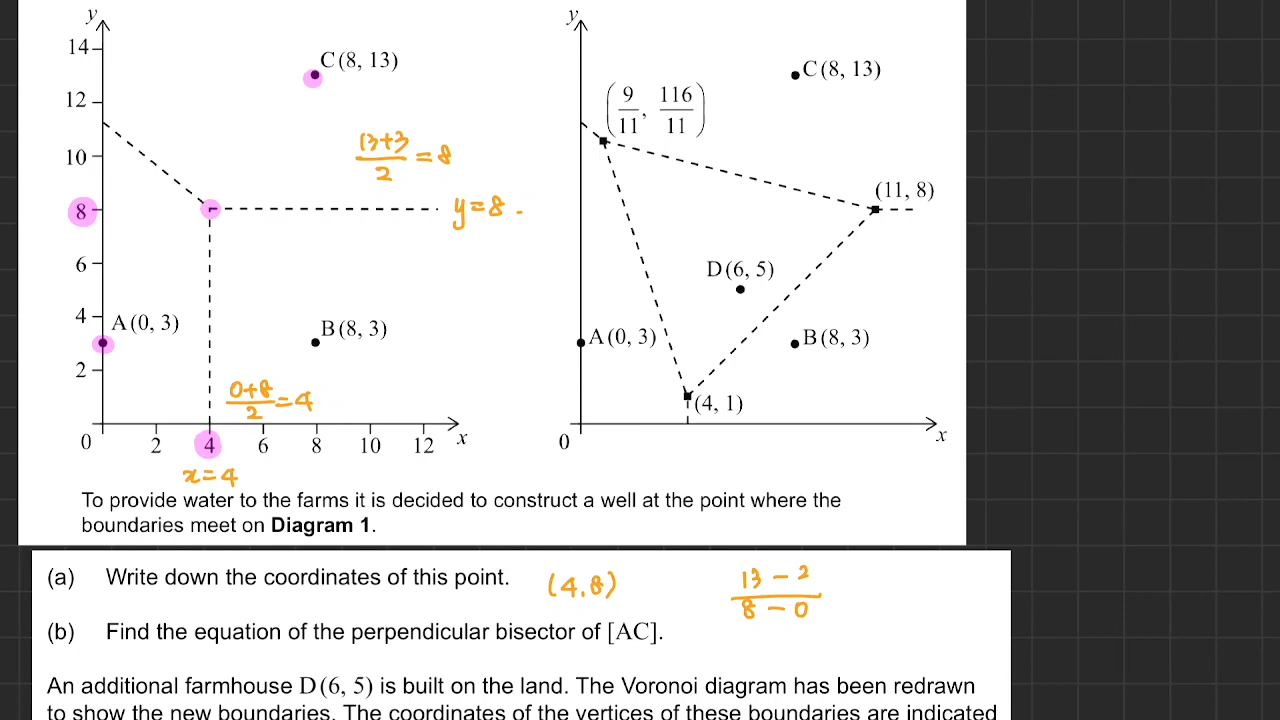 y
14
12
10
8
6
4
2
0
2
4
6
8
10
12
x
C (8, 13)
A (0, 3)
B (8, 3)
13+3
2
= 8
y=8 .
0+8
2
=4
x=4
y
C (8, 13)
( 9/11 , 116/11 )
(11, 8)
D (6, 5)
A (0, 3)
B (8, 3)
(4, 1)
0
x
To provide water to the farms it is decided to construct a well at the point where the
boundaries meet on Diagram 1.
(a) Write down the coordinates of this point. (4,8)
13 - 2
8 - 0
(b) Find the equation of the perpendicular bisector of [AC].
An additional farmhouse D (6, 5) is built on the land. The Voronoi diagram has been redrawn
to show the new boundaries. The coordinates of the vertices of these boundaries are indicated